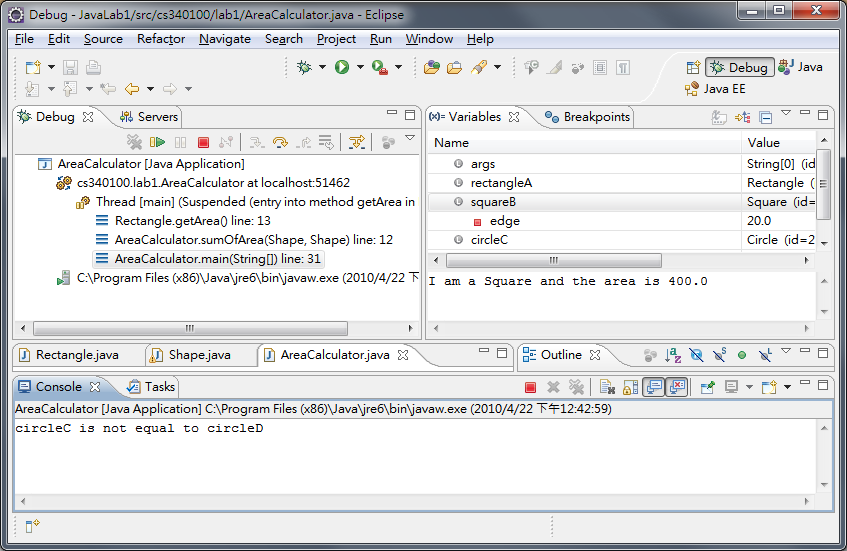 Debug - JavaLab1/src/cs340100/lab1/AreaCalculator.java - Eclipse
File Edit Source Refactor Navigate Search Project Run Window Help
Debug Java
Java EE
Debug Servers
AreaCalculator [Java Application]
cs340100.lab1.AreaCalculator at localhost:51462
Thread [main] (Suspended (entry into method getArea in
Rectangle.getArea() line: 13
AreaCalculator.sumOfArea(Shape, Shape) line: 12
AreaCalculator.main(String[]) line: 31
C:\Program Files (x86)\Java\jre6\bin\javaw.exe (2010/4/22 下
(x)= Variables Breakpoints
Name Value
args String[0] (id=
rectangleA Rectangle (
squareB Square (id=
edge 20.0
circleC Circle (id=2
I am a Square and the area is 400.0
Rectangle.java Shape.java AreaCalculator.java
Outline
Console Tasks
AreaCalculator [Java Application] C:\Program Files (x86)\Java\jre6\bin\javaw.exe (2010/4/22 下午12:42:59)
circleC is not equal to circleD